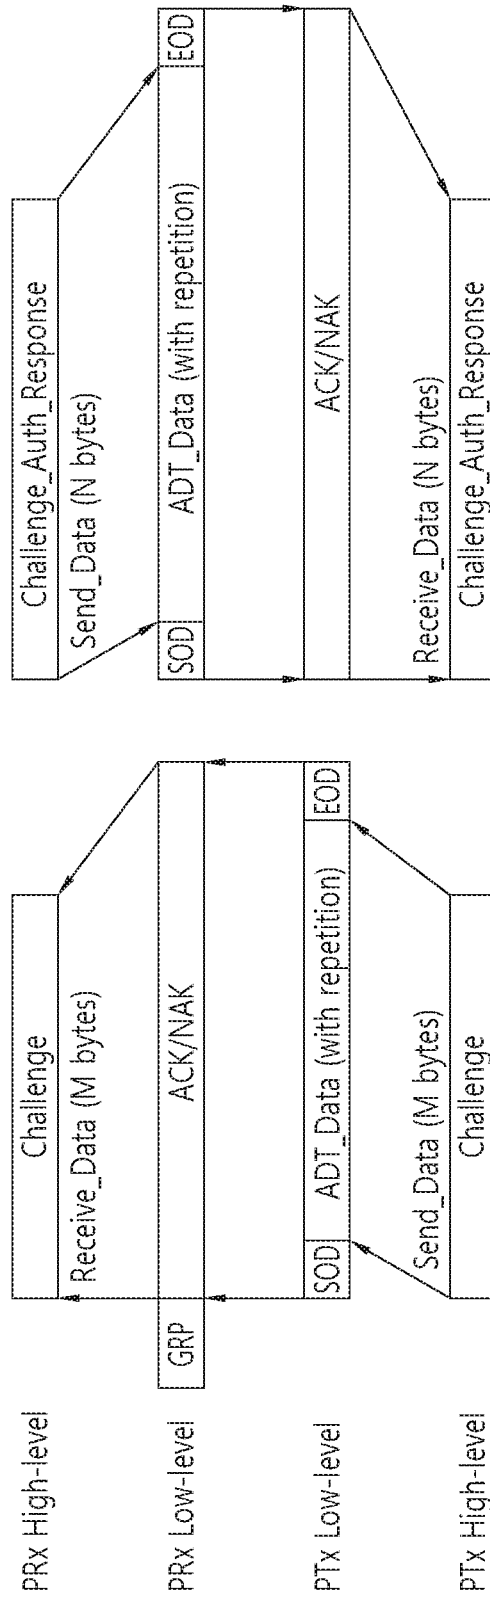 PRx High-level
Challenge
Challenge_Auth_Response
Receive_Data (M bytes)
Send_Data (N bytes)
PRx Low-level
GRP
ACK/NAK
SOD
ADT_Data (with repetition)
EOD
PTx Low-level
SOD
ADT_Data (with repetition)
EOD
ACK/NAK
Send_Data (M bytes)
Receive_Data (N bytes)
PTx High-level
Challenge
Challenge_Auth_Response